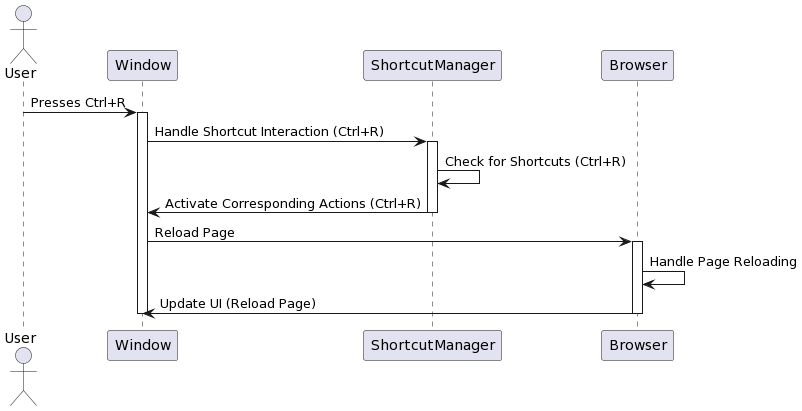 User
Window
ShortcutManager
Browser
Presses Ctrl+R
Handle Shortcut Interaction (Ctrl+R)
Check for Shortcuts (Ctrl+R)
Activate Corresponding Actions (Ctrl+R)
Reload Page
Handle Page Reloading
Update UI (Reload Page)
User
Window
ShortcutManager
Browser